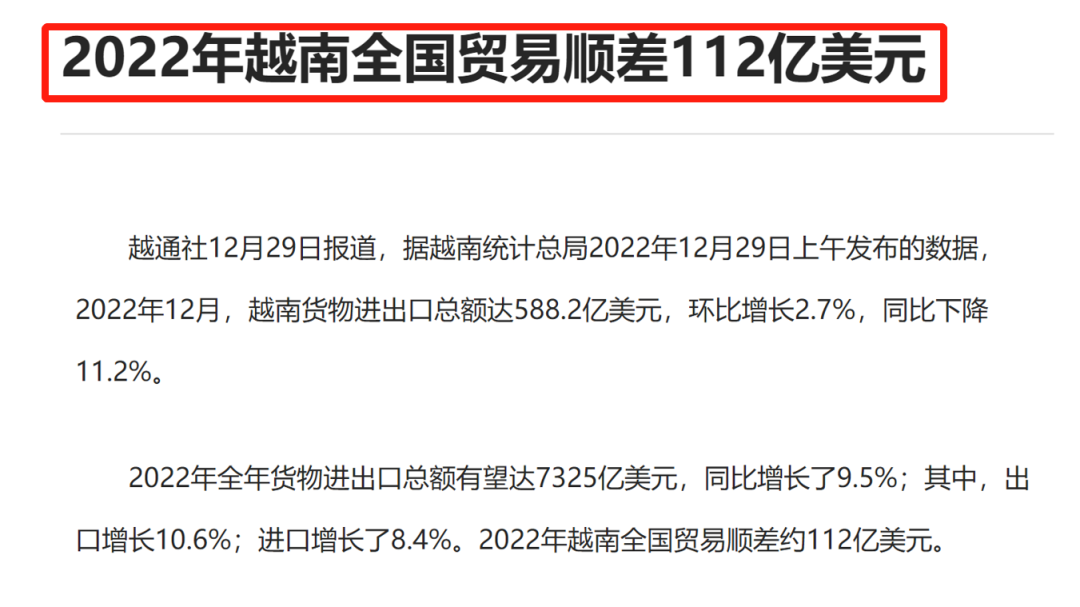 2022年越南全国贸易顺差112亿美元
越通社12月29日报道，据越南统计总局2022年12月29日上午发布的数据，
2022年12月，越南货物进出口总额达588.2亿美元，环比增长2.7%，同比下降
11.2%。
2022年全年货物进出口总额有望达7325亿美元，同比增长了9.5%；其中，出
口增长10.6%；进口增长了8.4%。2022年越南全国贸易顺差约112亿美元。